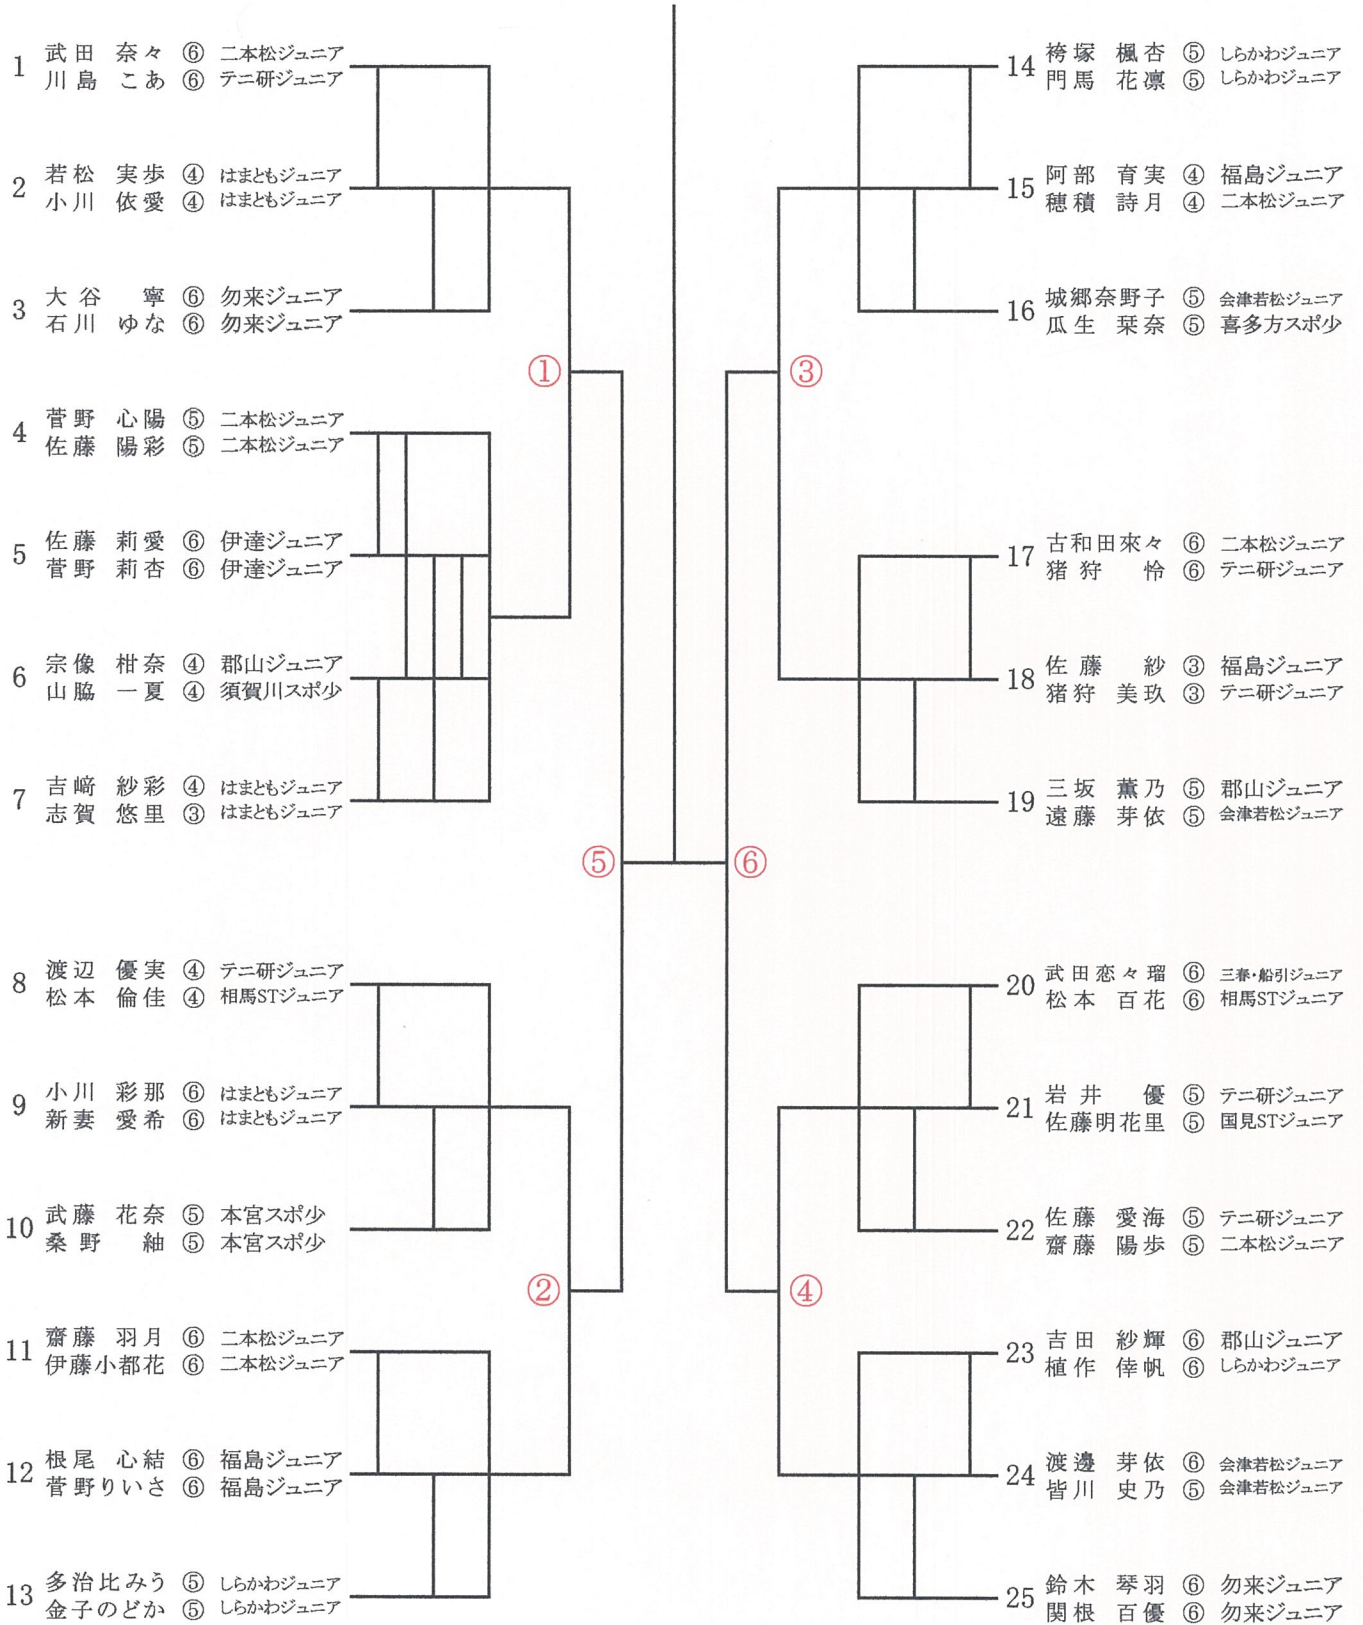 1 武田 奈々 ⑥ 二本松ジュニア
川島 こあ ⑥ テニ研ジュニア
2 若松 実歩 ④ はまともジュニア
小川 依愛 ④ はまともジュニア
3 大谷 寧 ⑥ 勿来ジュニア
石川 ゆな ⑥ 勿来ジュニア
①
4 菅野 心陽 ⑤ 二本松ジュニア
佐藤 陽彩 ⑤ 二本松ジュニア
5 佐藤 莉愛 ⑥ 伊達ジュニア
菅野 莉杏 ⑥ 伊達ジュニア
6 宗像 柑奈 ④ 郡山ジュニア
山脇 一夏 ④ 須賀川スポ少
7 吉﨑 紗彩 ④ はまともジュニア
志賀 悠里 ③ はまともジュニア
⑤
8 渡辺 優実 ④ テニ研ジュニア
松本 倫佳 ④ 相馬STジュニア
9 小川 彩那 ⑥ はまともジュニア
新妻 愛希 ⑥ はまともジュニア
10 武藤 花奈 ⑤ 本宮スポ少
桑野 紬 ⑤ 本宮スポ少
②
11 齋藤 羽月 ⑥ 二本松ジュニア
伊藤小都花 ⑥ 二本松ジュニア
12 根尾 心結 ⑥ 福島ジュニア
菅野りいさ ⑥ 福島ジュニア
13 多治比みう ⑤ しらかわジュニア
金子のどか ⑤ しらかわジュニア
14 袴塚 楓杏 ⑤ しらかわジュニア
門馬 花凛 ⑤ しらかわジュニア
15 阿部 育実 ④ 福島ジュニア
穂積 詩月 ④ 二本松ジュニア
16 城郷奈野子 ⑤ 会津若松ジュニア
瓜生 栞奈 ⑤ 喜多方スポ少
③
17 古和田來々 ⑥ 二本松ジュニア
猪狩 怜 ⑥ テニ研ジュニア
18 佐藤 紗 ③ 福島ジュニア
猪狩 美玖 ③ テニ研ジュニア
19 三坂 薫乃 ⑤ 郡山ジュニア
遠藤 芽依 ⑤ 会津若松ジュニア
⑥
20 武田恋々瑠 ⑥ 三春・船引ジュニア
松本 百花 ⑥ 相馬STジュニア
21 岩井 優 ⑤ テニ研ジュニア
佐藤明花里 ⑤ 国見STジュニア
22 佐藤 愛海 ⑤ テニ研ジュニア
齋藤 陽歩 ⑤ 二本松ジュニア
④
23 吉田 紗輝 ⑥ 郡山ジュニア
植作 倖帆 ⑥ しらかわジュニア
24 渡邊 芽依 ⑥ 会津若松ジュニア
皆川 史乃 ⑤ 会津若松ジュニア
25 鈴木 琴羽 ⑥ 勿来ジュニア
関根 百優 ⑥ 勿来ジュニア